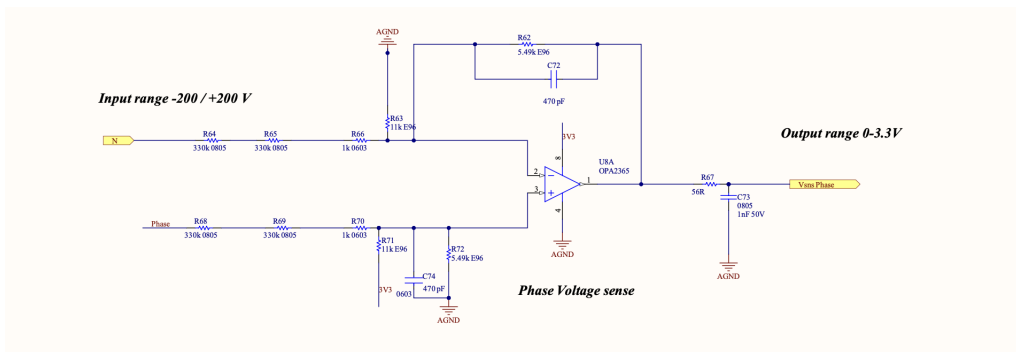 AGND
R62
5.49k E96
C72
470 pF
Input range -200 / +200 V
R63
11k E96
3V3
Output range 0-3.3V
N
R64
330k 0805
R65
330k 0805
R66
1k 0603
8
U8A
OPA2365
2
3
1
4
R67
56R
Vsns Phase
C73
0805
1nF 50V
Phase
R68
330k 0805
R69
330k 0805
R70
1k 0603
R71
11k E96
R72
5.49k E96
AGND
C74
470 pF
3V3
0603
Phase Voltage sense
AGND
AGND